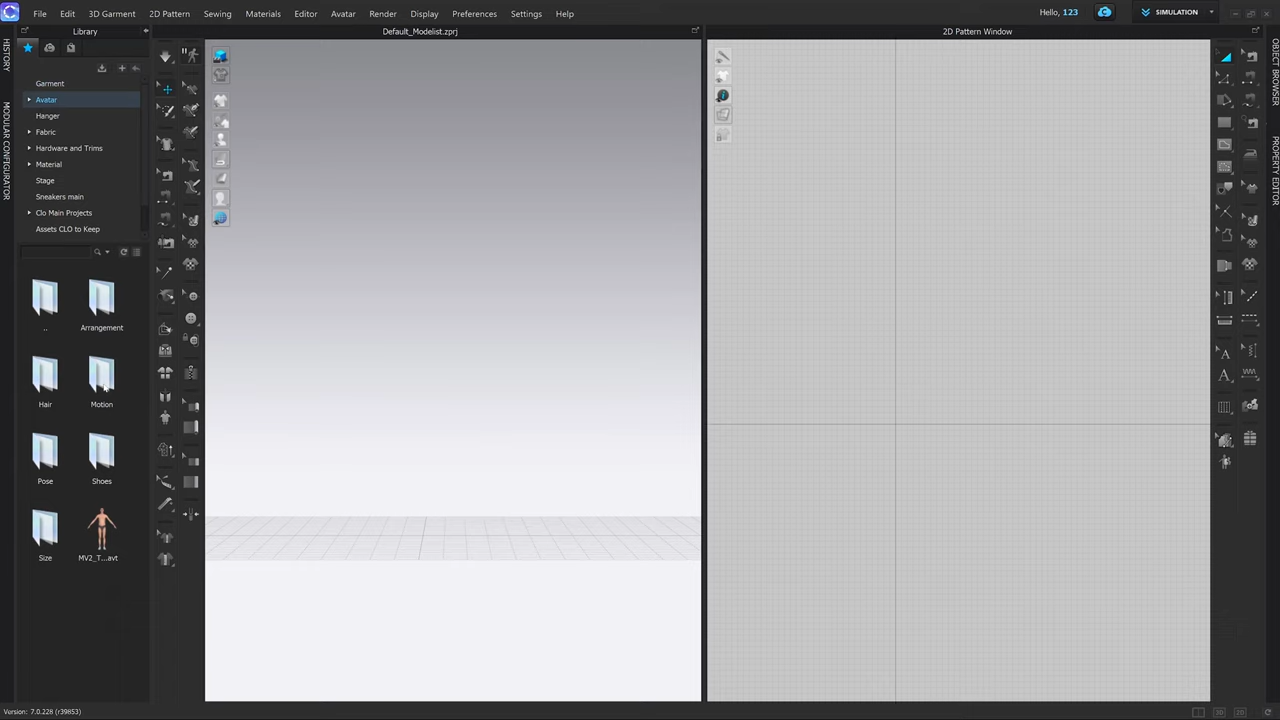 File Edit 3D Garment 2D Pattern Sewing Materials Editor Avatar Render Display Preferences Settings Help Hello, 123 SIMULATION
Library Default_Modelist.zprj 2D Pattern Window
HISTORY
MODULAR CONFIGURATOR
OBJECT BROWSER
PROPERTY EDITOR
Garment
Avatar
Hanger
Fabric
Hardware and Trims
Material
Stage
Sneakers main
Clo Main Projects
Assets CLO to Keep
.. Arrangement
Hair Motion
Pose Shoes
Size MV2_T...avt
Version: 7.0.228 (r39853)